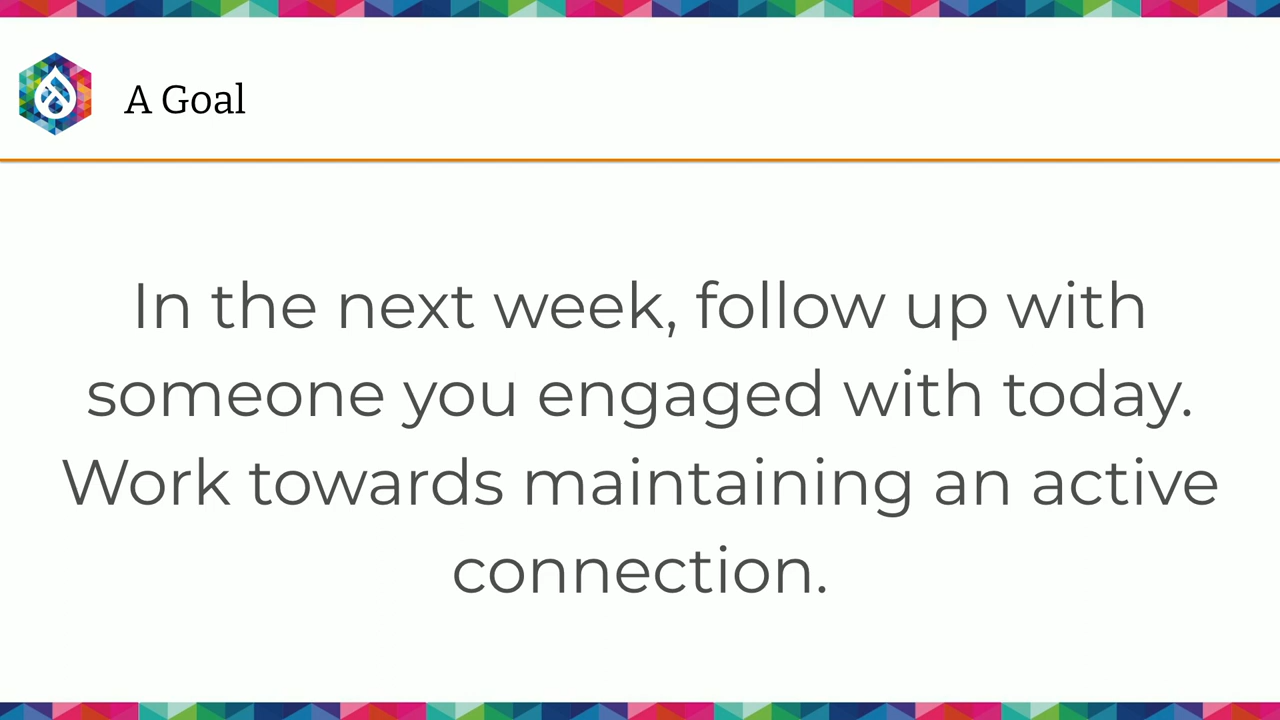 A Goal
In the next week, follow up with
someone you engaged with today.
Work towards maintaining an active
connection.